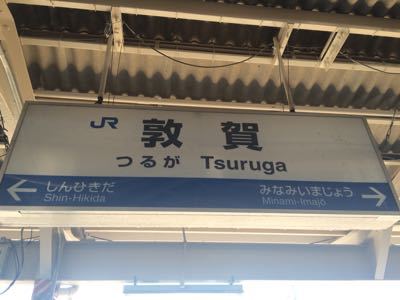 JR 敦賀
つるが Tsuruga
← しんひきだ みなみいまじょう →
Shin-Hikida Minami-Imajō